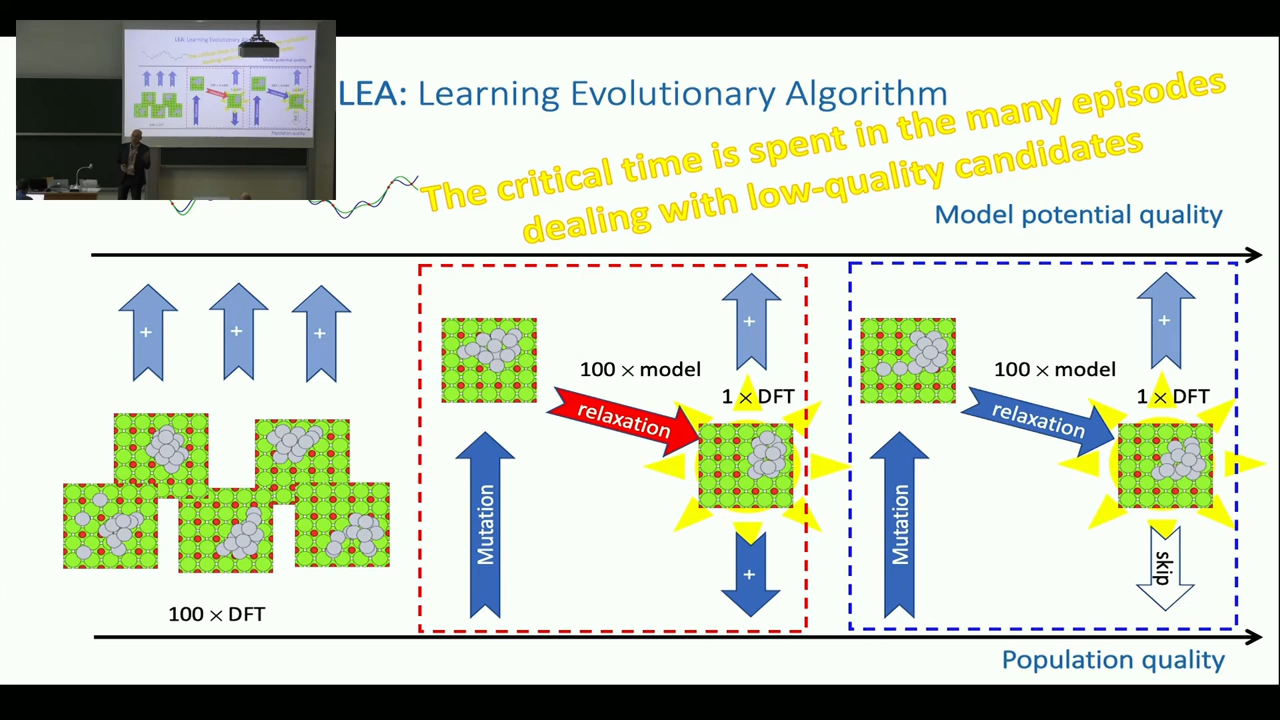 LEA: Learning Evolutionary Algorithm
The critical time is spent in the many episodes
dealing with low-quality candidates
Model potential quality
+ + + + +
100 × model
1 × DFT
relaxation
100 × model
1 × DFT
relaxation
Mutation
+
Mutation
skip
100 × DFT
Population quality